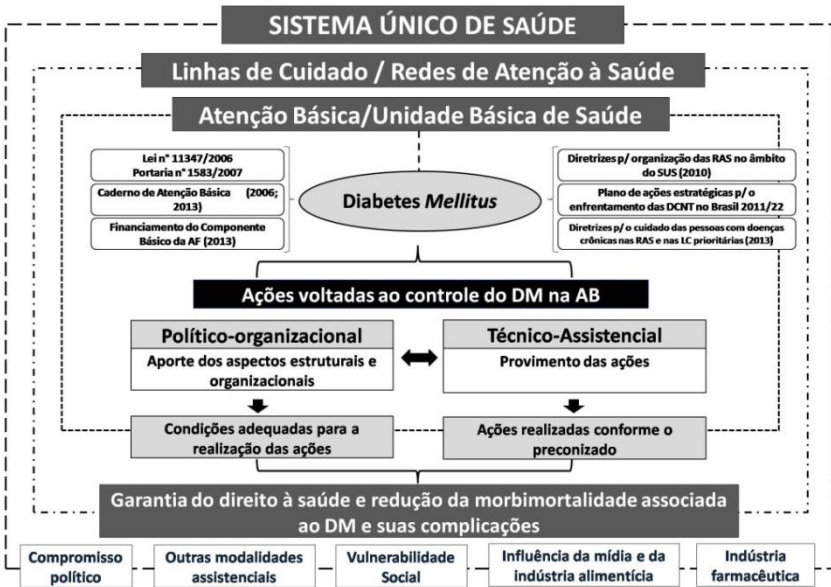 SISTEMA ÚNICO DE SAÚDE
Linhas de Cuidado / Redes de Atenção à Saúde
Atenção Básica/Unidade Básica de Saúde
Lei n° 11347/2006
Portaria n° 1583/2007
Caderno de Atenção Básica (2006;
2013)
Financiamento do Componente
Básico da AF (2013)
Diabetes Mellitus
Diretrizes p/ organização das RAS no âmbito
do SUS (2010)
Plano de ações estratégicas p/ o
enfrentamento das DCNT no Brasil 2011/22
Diretrizes p/ o cuidado das pessoas com doenças
crônicas nas RAS e nas LC prioritárias (2013)
Ações voltadas ao controle do DM na AB
Político-organizacional
Aporte dos aspectos estruturais e
organizacionais
Técnico-Assistencial
Provimento das ações
Condições adequadas para a
realização das ações
Ações realizadas conforme o
preconizado
Garantia do direito à saúde e redução da morbimortalidade associada
ao DM e suas complicações
Compromisso
político
Outras modalidades
assistenciais
Vulnerabilidade
Social
Influência da mídia e da
indústria alimentícia
Indústria
farmacêutica